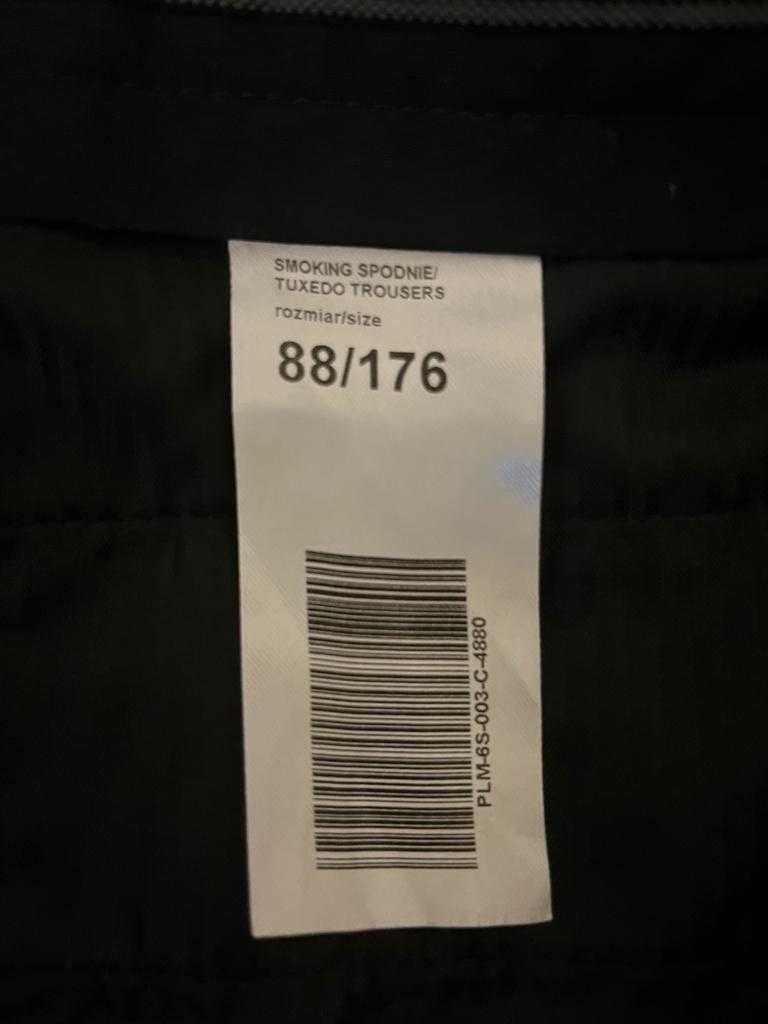 SMOKING SPODNIE/
TUXEDO TROUSERS
rozmiar/size
88/176
PLM-6S-003-C-4880